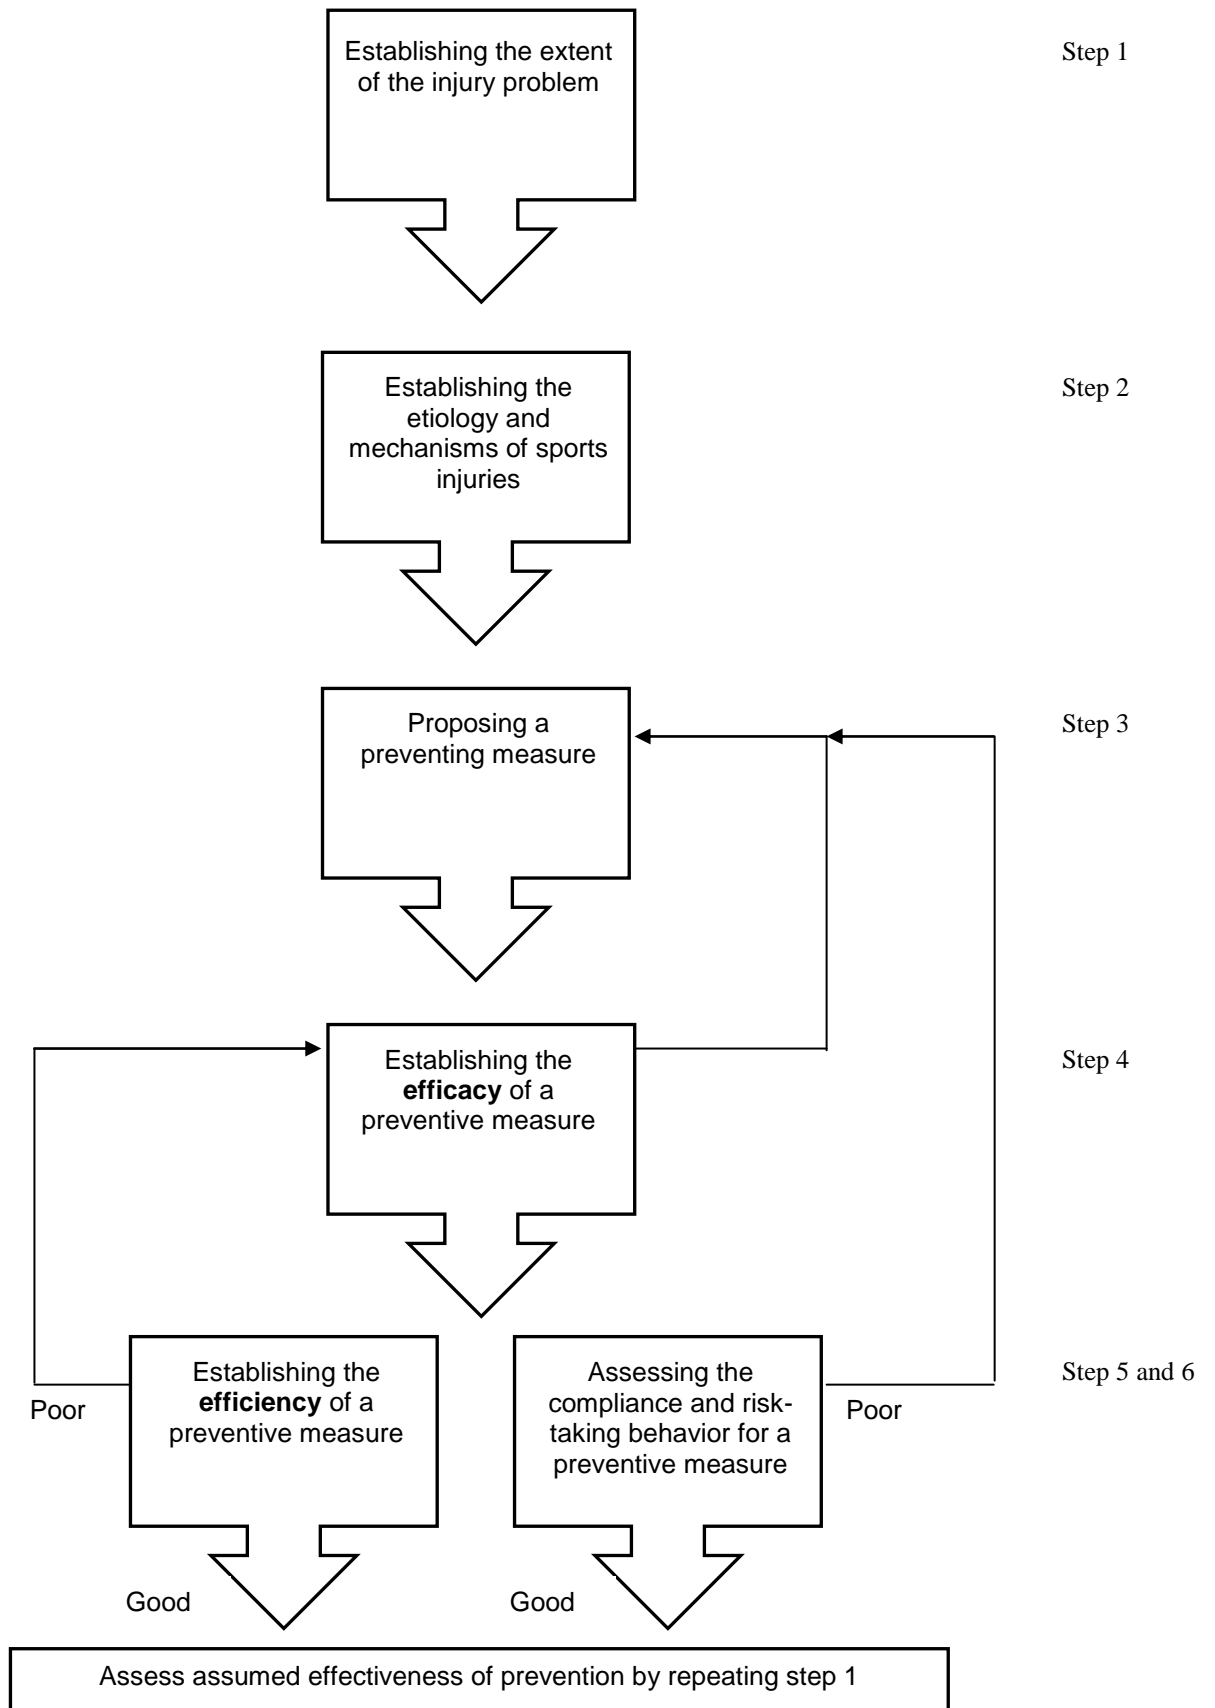 Establishing the extent
of the injury problem
Step 1
Establishing the
etiology and
mechanisms of sports
injuries
Step 2
Proposing a
preventing measure
Step 3
Establishing the
efficacy of a
preventive measure
Step 4
Establishing the
efficiency of a
preventive measure
Assessing the
compliance and risk-
taking behavior for a
preventive measure
Step 5 and 6
Poor
Poor
Good
Good
Assess assumed effectiveness of prevention by repeating step 1